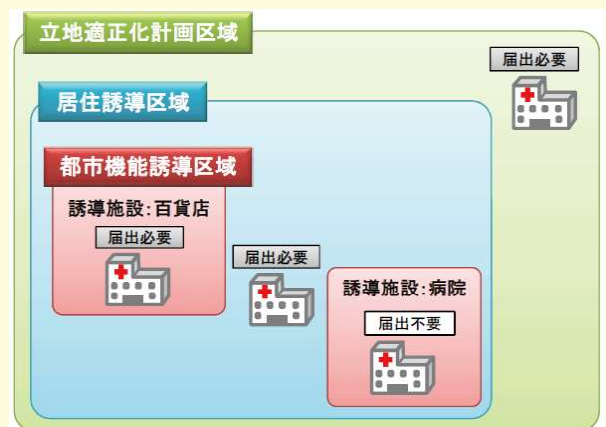 立地適正化計画区域
届出必要
居住誘導区域
都市機能誘導区域
誘導施設:百貨店
届出必要
届出必要
誘導施設:病院
届出不要